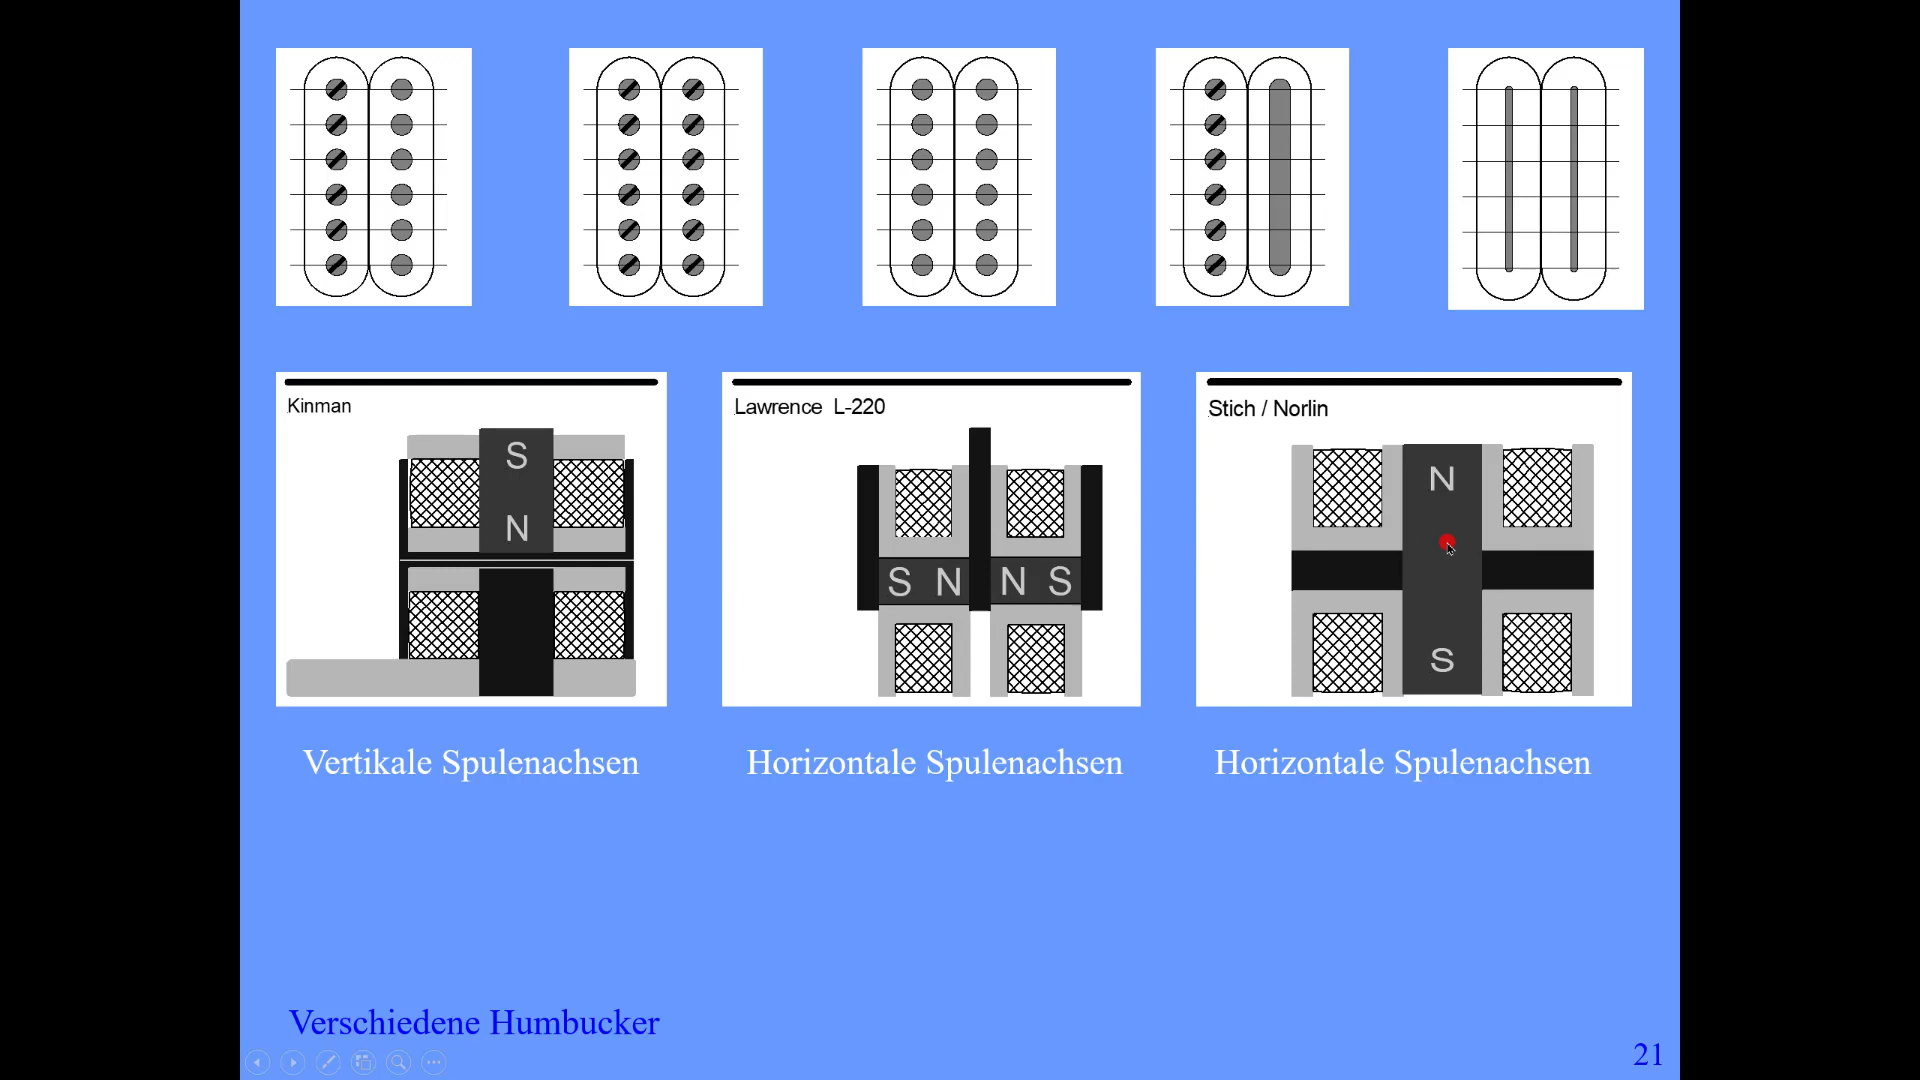 Kinman
S
N
Lawrence L-220
S N N S
Stich / Norlin
N
S
Vertikale Spulenachsen
Horizontale Spulenachsen
Horizontale Spulenachsen
Verschiedene Humbucker
21